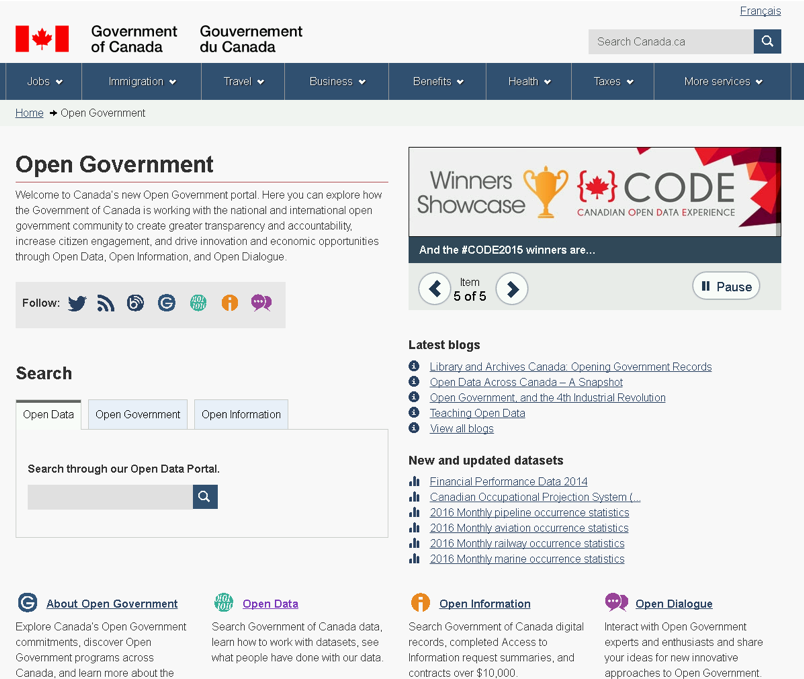 Français
Government
of Canada
Gouvernement
du Canada
Search Canada.ca
Jobs
Immigration
Travel
Business
Benefits
Health
Taxes
More services
Home
Open Government
Open Government
Welcome to Canada's new Open Government portal. Here you can explore how
the Government of Canada is working with the national and international open
government community to create greater transparency and accountability,
increase citizen engagement, and drive innovation and economic opportunities
through Open Data, Open Information, and Open Dialogue.
Follow:
Search
Open Data
Open Government
Open Information
Search through our Open Data Portal.
Winners
Showcase
{ } CODE
CANADIAN OPEN DATA EXPERIENCE
And the #CODE2015 winners are...
Item
5 of 5
Pause
Latest blogs
Library and Archives Canada: Opening Government Records
Open Data Across Canada – A Snapshot
Open Government, and the 4th Industrial Revolution
Teaching Open Data
View all blogs
New and updated datasets
Financial Performance Data 2014
Canadian Occupational Projection System (...
2016 Monthly pipeline occurrence statistics
2016 Monthly aviation occurrence statistics
2016 Monthly railway occurrence statistics
2016 Monthly marine occurrence statistics
About Open Government
Explore Canada's Open Government
commitments, discover Open
Government programs across
Canada, and learn more about the
Open Data
Search Government of Canada data,
learn how to work with datasets, see
what people have done with our data.
Open Information
Search Government of Canada digital
records, completed Access to
Information request summaries, and
contracts over $10,000.
Open Dialogue
Interact with Open Government
experts and enthusiasts and share
your ideas for new innovative
approaches to Open Government.